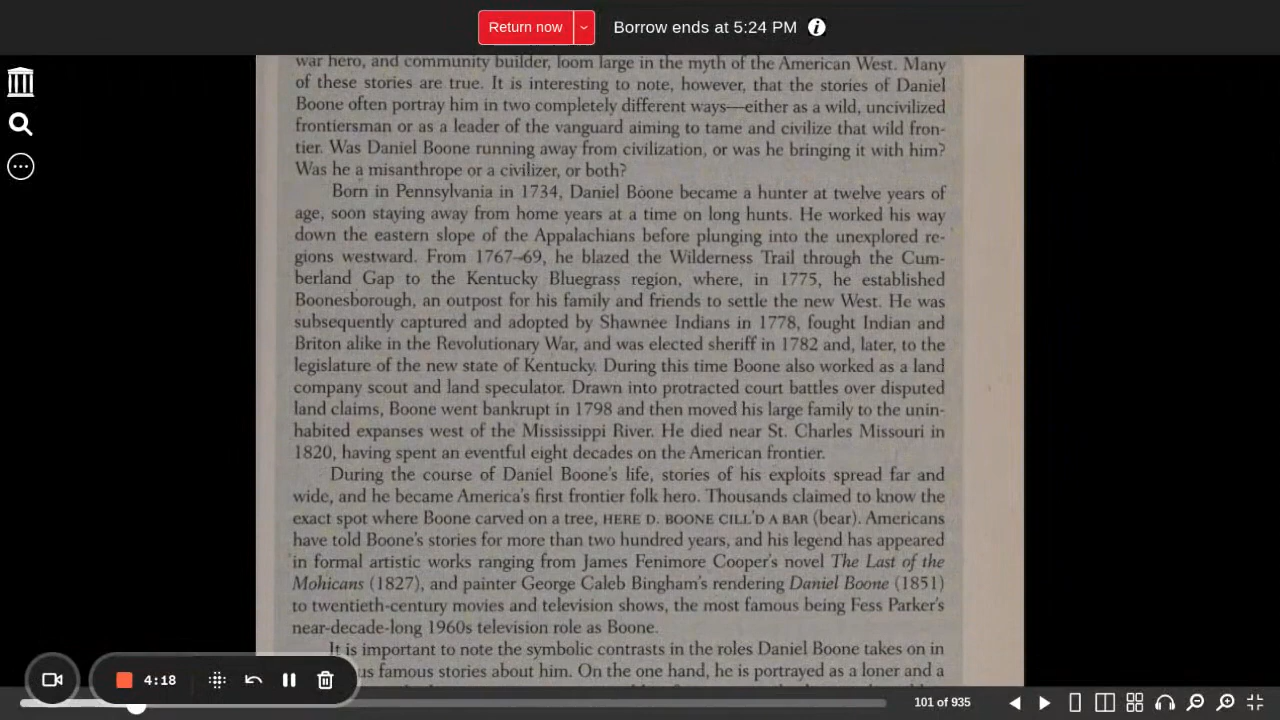 Return now
Borrow ends at 5:24 PM
war hero, and community builder, loom large in the myth of the American West. Many
of these stories are true. It is interesting to note, however, that the stories of Daniel
Boone often portray him in two completely different ways—either as a wild, uncivilized
frontiersman or as a leader of the vanguard aiming to tame and civilize that wild fron-
tier. Was Daniel Boone running away from civilization, or was he bringing it with him?
Was he a misanthrope or a civilizer, or both?
Born in Pennsylvania in 1734, Daniel Boone became a hunter at twelve years of
age, soon staying away from home years at a time on long hunts. He worked his way
down the eastern slope of the Appalachians before plunging into the unexplored re-
gions westward. From 1767–69, he blazed the Wilderness Trail through the Cum-
berland Gap to the Kentucky Bluegrass region, where, in 1775, he established
Boonesborough, an outpost for his family and friends to settle the new West. He was
subsequently captured and adopted by Shawnee Indians in 1778, fought Indian and
Briton alike in the Revolutionary War, and was elected sheriff in 1782 and, later, to the
legislature of the new state of Kentucky. During this time Boone also worked as a land
company scout and land speculator. Drawn into protracted court battles over disputed
land claims, Boone went bankrupt in 1798 and then moved his large family to the unin-
habited expanses west of the Mississippi River. He died near St. Charles Missouri in
1820, having spent an eventful eight decades on the American frontier.
During the course of Daniel Boone's life, stories of his exploits spread far and
wide, and he became America's first frontier folk hero. Thousands claimed to know the
exact spot where Boone carved on a tree, HERE D. BOONE CILL'D A BAR (bear). Americans
have told Boone's stories for more than two hundred years, and his legend has appeared
in formal artistic works ranging from James Fenimore Cooper's novel The Last of the
Mohicans (1827), and painter George Caleb Bingham's rendering Daniel Boone (1851)
to twentieth-century movies and television shows, the most famous being Fess Parker's
near-decade-long 1960s television role as Boone.
It is important to note the symbolic contrasts in the roles Daniel Boone takes on in
us famous stories about him. On the one hand, he is portrayed as a loner and a
4:18
101 of 935